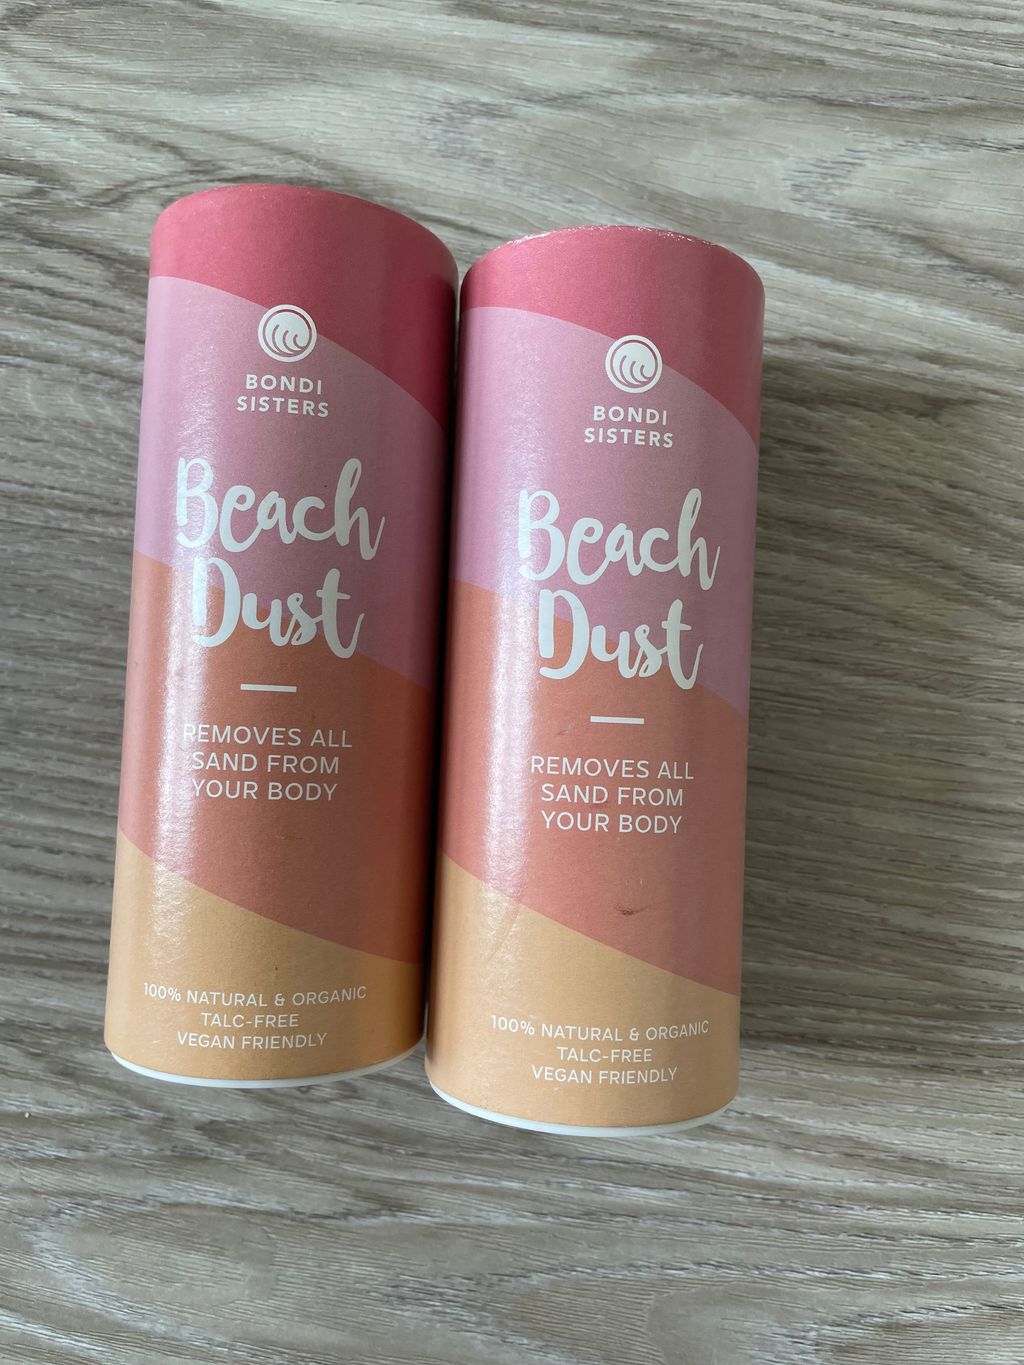 BONDI
SISTERS
Beach
Dust
REMOVES ALL
SAND FROM
YOUR BODY
100% NATURAL & ORGANIC
TALC-FREE
VEGAN FRIENDLY
BONDI
SISTERS
Beach
Dust
REMOVES ALL
SAND FROM
YOUR BODY
100% NATURAL & ORGANIC
TALC-FREE
VEGAN FRIENDLY